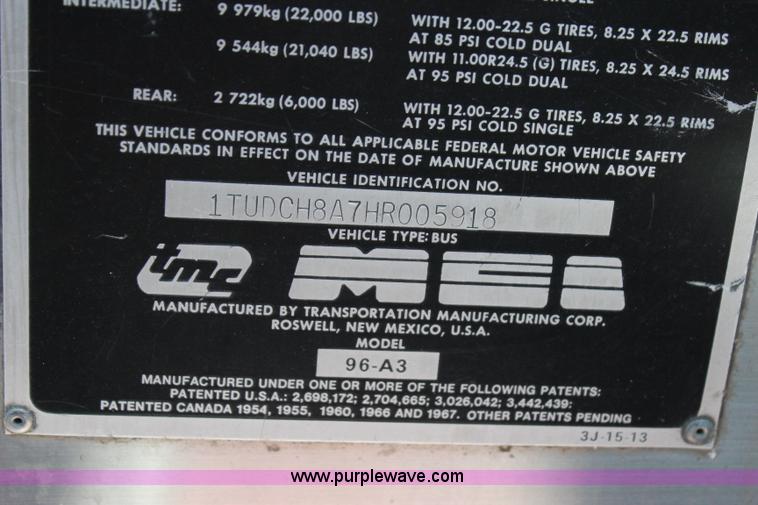 SINGLE
INTERMEDIATE: 9 979kg (22,000 LBS) WITH 12.00-22.5 G TIRES, 8.25 X 22.5 RIMS
AT 85 PSI COLD DUAL
9 544kg (21,040 LBS) WITH 11.00R24.5 (G) TIRES, 8.25 X 24.5 RIMS
AT 95 PSI COLD DUAL
REAR: 2 722kg (6,000 LBS) WITH 12.00-22.5 G TIRES, 8.25 X 22.5 RIMS
AT 95 PSI COLD SINGLE
THIS VEHICLE CONFORMS TO ALL APPLICABLE FEDERAL MOTOR VEHICLE SAFETY
STANDARDS IN EFFECT ON THE DATE OF MANUFACTURE SHOWN ABOVE
VEHICLE IDENTIFICATION NO.
1TUDCH8A7HR005918
VEHICLE TYPE: BUS
tmc MCI
MANUFACTURED BY TRANSPORTATION MANUFACTURING CORP.
ROSWELL, NEW MEXICO, U.S.A.
MODEL
96-A3
MANUFACTURED UNDER ONE OR MORE OF THE FOLLOWING PATENTS:
PATENTED U.S.A.: 2,698,172; 2,704,665; 3,026,042; 3,442,439:
PATENTED CANADA 1954, 1955, 1960, 1966 AND 1967. OTHER PATENTS PENDING
3J-15-13
www.purplewave.com